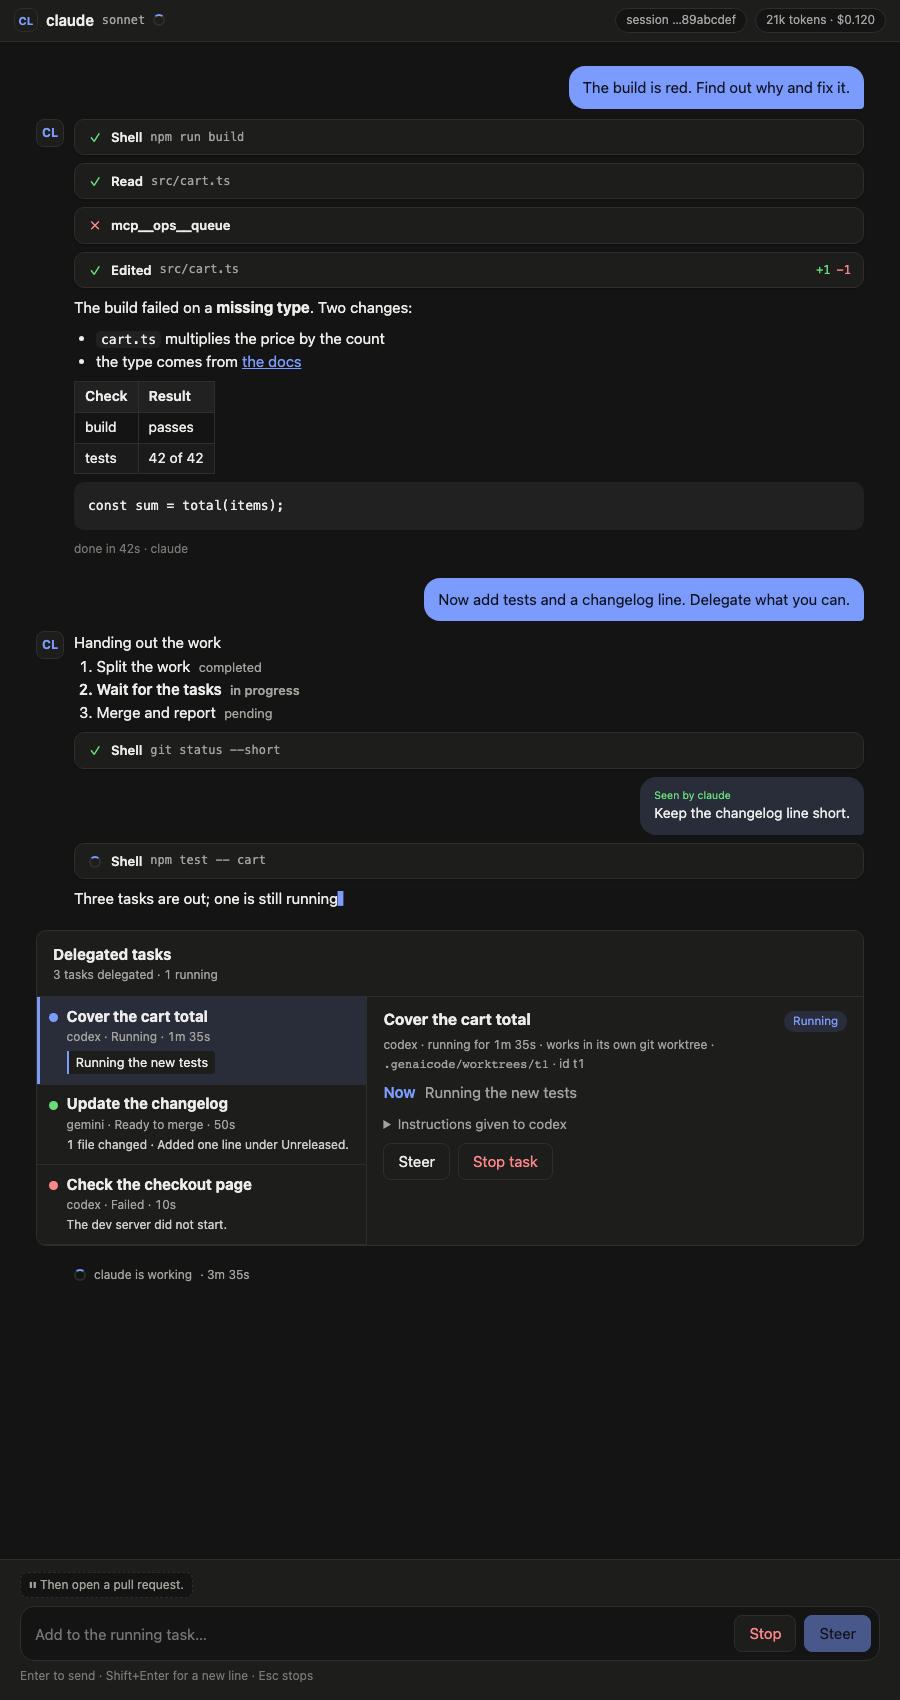 CL claude sonnet session …89abcdef 21k tokens · $0.120
The build is red. Find out why and fix it.
CL
Shell npm run build
Read src/cart.ts
mcp__ops__queue
Edited src/cart.ts +1 −1
The build failed on a missing type. Two changes:
• cart.ts multiplies the price by the count
• the type comes from the docs
Check Result
build passes
tests 42 of 42
const sum = total(items);
done in 42s · claude
Now add tests and a changelog line. Delegate what you can.
CL
Handing out the work
1. Split the work completed
2. Wait for the tasks in progress
3. Merge and report pending
Shell git status --short
Seen by claude
Keep the changelog line short.
Shell npm test -- cart
Three tasks are out; one is still running
Delegated tasks
3 tasks delegated · 1 running
Cover the cart total
codex · Running · 1m 35s
Running the new tests
Update the changelog
gemini · Ready to merge · 50s
1 file changed · Added one line under Unreleased.
Check the checkout page
codex · Failed · 10s
The dev server did not start.
Cover the cart total Running
codex · running for 1m 35s · works in its own git worktree ·
.genaicode/worktrees/t1 · id t1
Now Running the new tests
Instructions given to codex
Steer Stop task
claude is working · 3m 35s
Then open a pull request.
Add to the running task...
Stop Steer
Enter to send · Shift+Enter for a new line · Esc stops